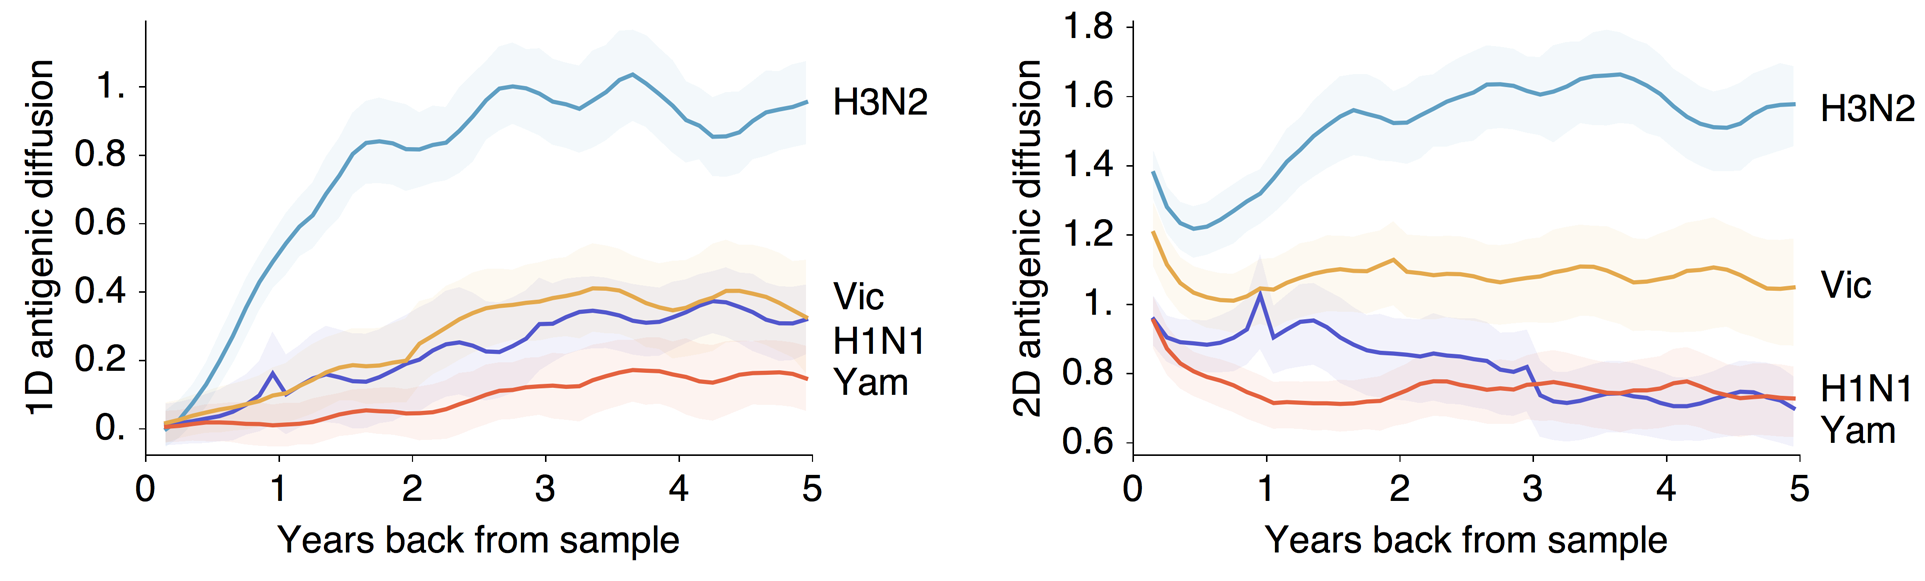 1D antigenic diffusion
1.
0.8
0.6
0.4
0.2
0.
0 1 2 3 4 5
Years back from sample
H3N2
Vic
H1N1
Yam
2D antigenic diffusion
1.8
1.6
1.4
1.2
1.
0.8
0.6
0 1 2 3 4 5
Years back from sample
H3N2
Vic
H1N1
Yam